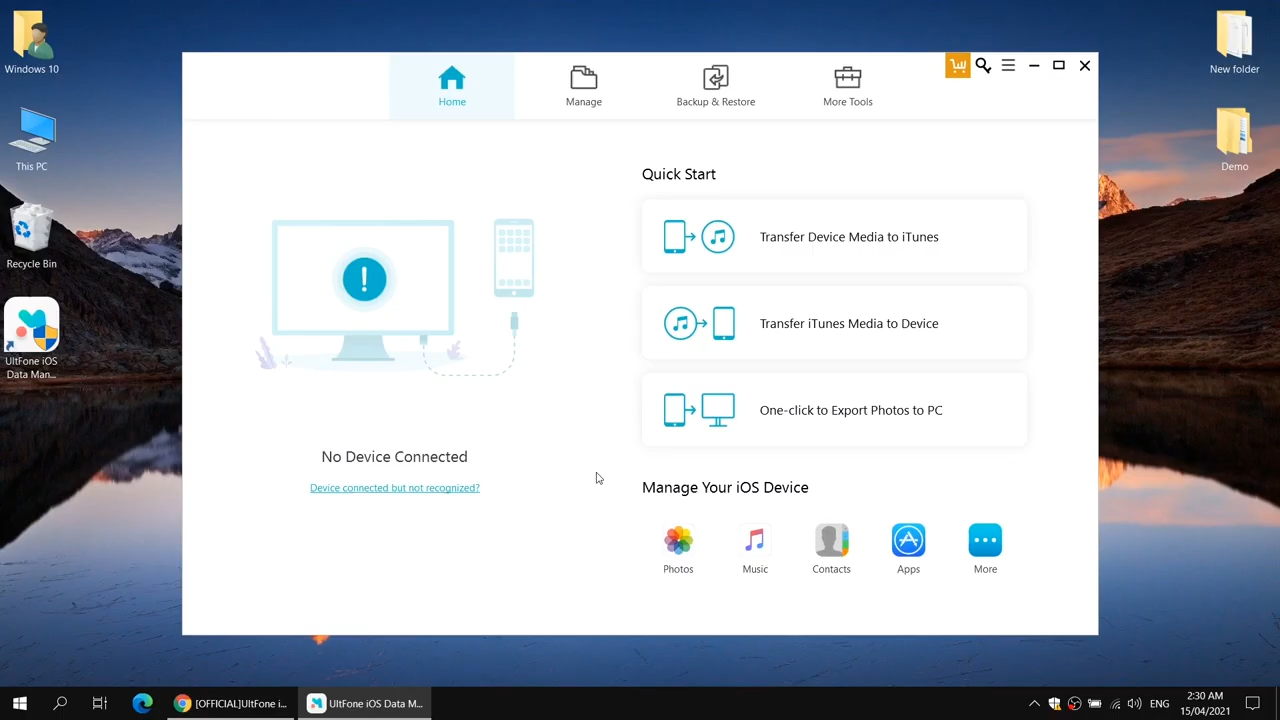 Windows 10
This PC
Recycle Bin
UltFone iOS
Data Man...
New folder
Demo
Home
Manage
Backup & Restore
More Tools
No Device Connected
Device connected but not recognized?
Quick Start
Transfer Device Media to iTunes
Transfer iTunes Media to Device
One-click to Export Photos to PC
Manage Your iOS Device
Photos
Music
Contacts
Apps
More
[OFFICIAL]UltFone i...
UltFone iOS Data M...
ENG
2:30 AM
15/04/2021